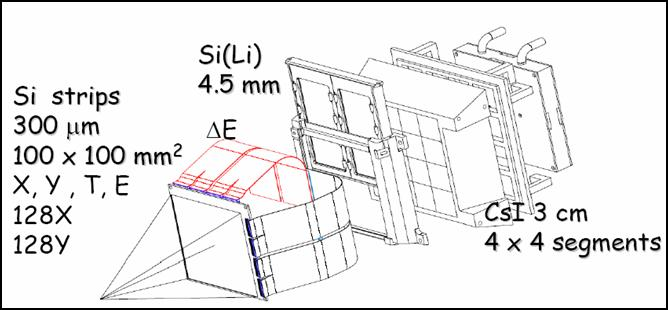 Si(Li)
4.5 mm
Si strips
300 μm
100 x 100 mm²
X, Y , T, E
128X
128Y
ΔE
CsI 3 cm
4 x 4 segments